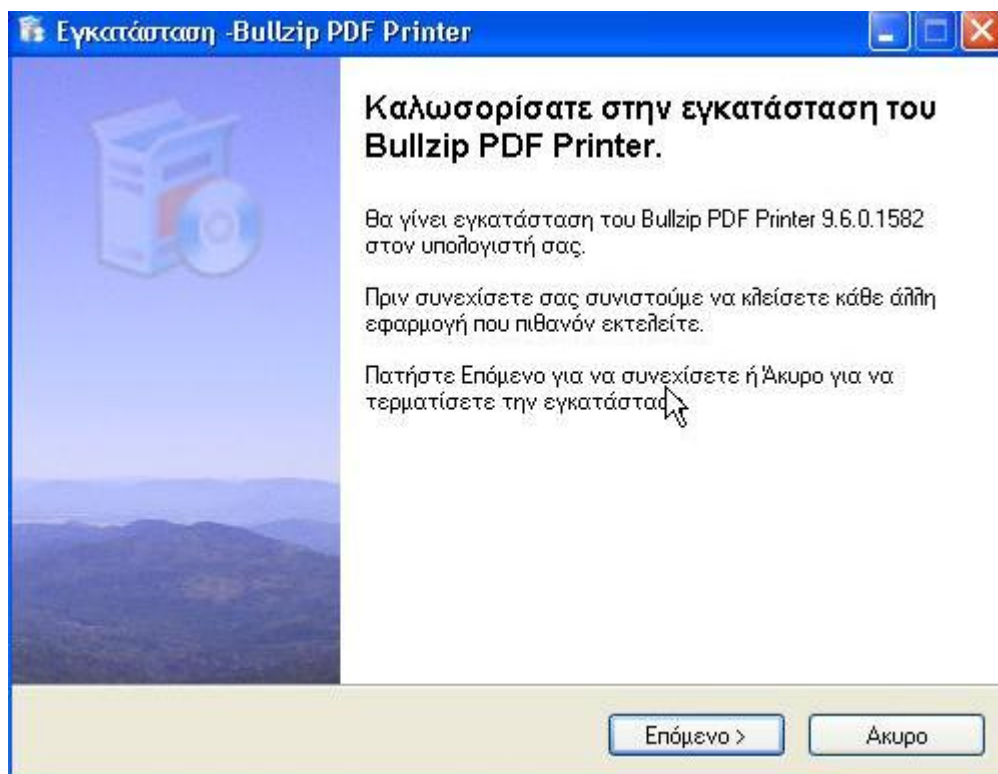 Εγκατάσταση -Bullzip PDF Printer
Καλωσορίσατε στην εγκατάσταση του
Bullzip PDF Printer.
Θα γίνει εγκατάσταση του Bullzip PDF Printer 9.6.0.1582
στον υπολογιστή σας.
Πριν συνεχίσετε σας συνιστούμε να κλείσετε κάθε άλλη
εφαρμογή που πιθανόν εκτελείτε.
Πατήστε Επόμενο για να συνεχίσετε ή Άκυρο για να
τερματίσετε την
Επόμενο >
Ακυρο